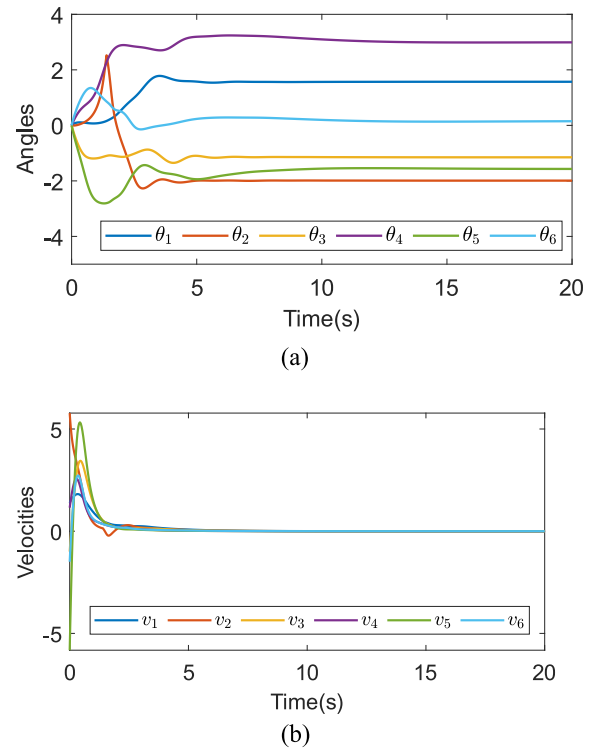 4
2
0
-2
-4
Angles
θ1 θ2 θ3 θ4 θ5 θ6
0 5 10 15 20
Time(s)
(a)
5
0
-5
Velocities
v1 v2 v3 v4 v5 v6
0 5 10 15 20
Time(s)
(b)